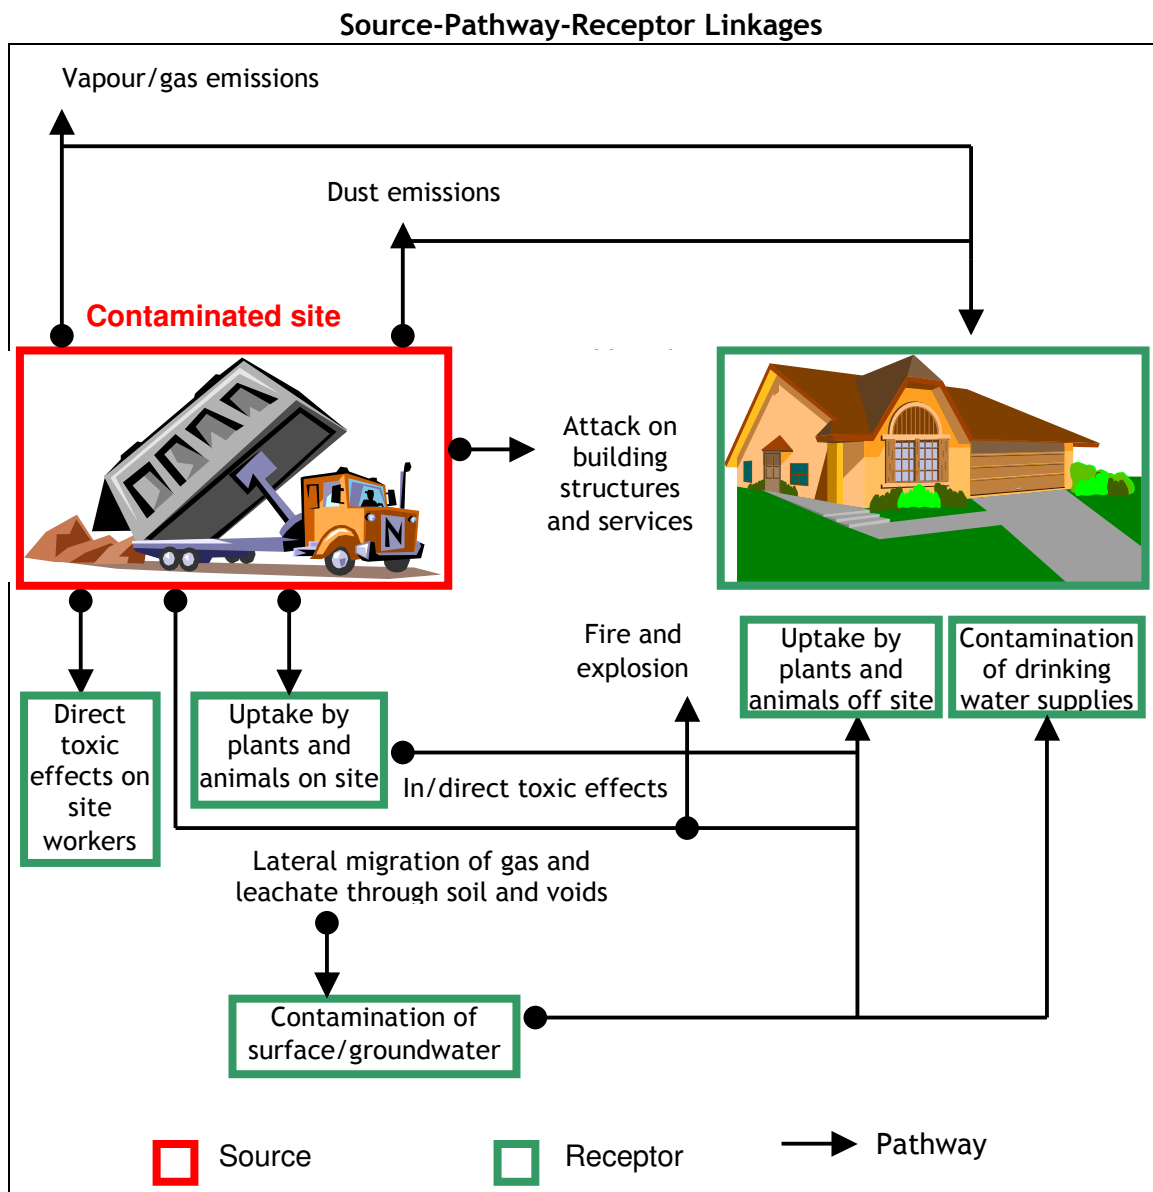 Source-Pathway-Receptor Linkages
Vapour/gas emissions
Dust emissions
Contaminated site
Attack on
building
structures
and services
N
Fire and
explosion
Uptake by
plants and
animals off site
Contamination
of drinking
water supplies
Direct
toxic
effects on
site
workers
Uptake by
plants and
animals on site
In/direct toxic effects
Lateral migration of gas and
leachate through soil and voids
Contamination of
surface/groundwater
Source
Receptor
Pathway